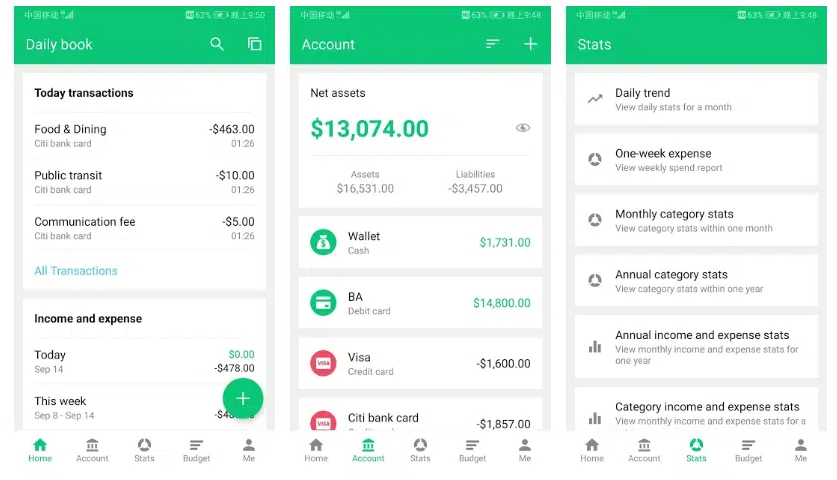 中国移动
62%
晚上9:50
Daily book
Today transactions
Food & Dining
-$463.00
Citi bank card
01:26
Public transit
-$10.00
Citi bank card
01:26
Communication fee
-$5.00
Citi bank card
01:26
All Transactions
Income and expense
Today
$0.00
Sep 14
-$478.00
This week
Sep 8 - Sep 14
Home
Account
Stats
Budget
Me
中国移动
63%
晚上9:48
Account
Net assets
$13,074.00
Assets
Liabilities
$16,531.00
-$3,457.00
Wallet
$1,731.00
Cash
BA
$14,800.00
Debit card
VISA
Visa
-$1,600.00
Credit card
VISA
Citi bank card
-$1,857.00
Home
Account
Stats
Budget
Me
中国移动
63%
晚上9:48
Stats
Daily trend
View daily stats for a month
One-week expense
View weekly spend report
Monthly category stats
View category stats within one month
Annual category stats
View category stats within one year
Annual income and expense stats
View monthly income and expense stats for
one year
Category income and expense stats
View monthly income and expense stats for a
Home
Account
Stats
Budget
Me